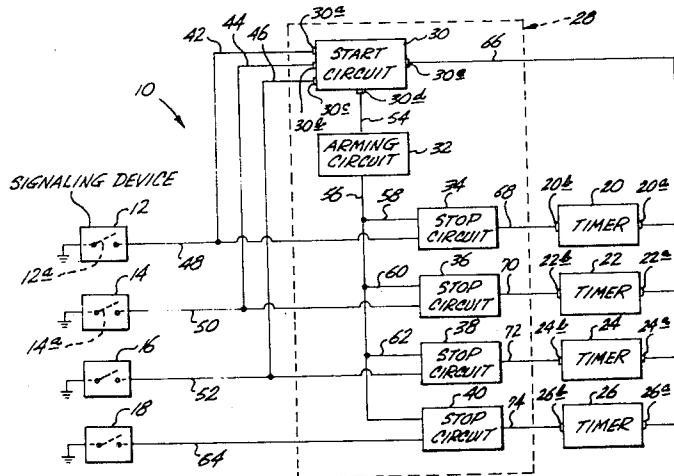 42
44
46
30a
30
28
66
START
CIRCUIT
30e
30b
30c
30d
54
10
ARMING
CIRCUIT
32
SIGNALING DEVICE
12
56
58
34
68
20b
20
20a
STOP
CIRCUIT
TIMER
12a
48
14
60
36
70
22b
22
22a
STOP
CIRCUIT
TIMER
14a
50
16
62
38
72
24b
24
24a
STOP
CIRCUIT
TIMER
52
18
40
74
26b
26
26a
STOP
CIRCUIT
TIMER
64